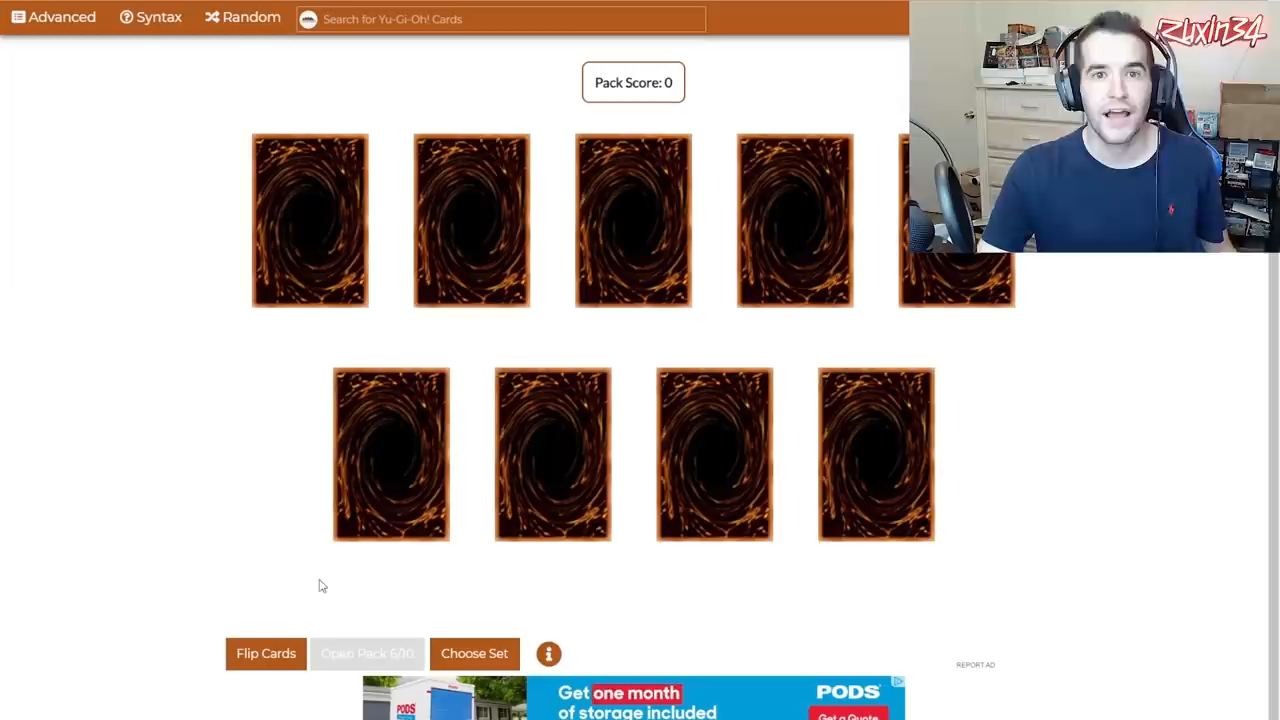 Advanced
Syntax
Random
Search for Yu-Gi-Oh! Cards
Ruxin34
Pack Score: 0
Flip Cards
Open Pack 6/10
Choose Set
REPORT AD
Get one month
of storage included
PODS
Get a Quote